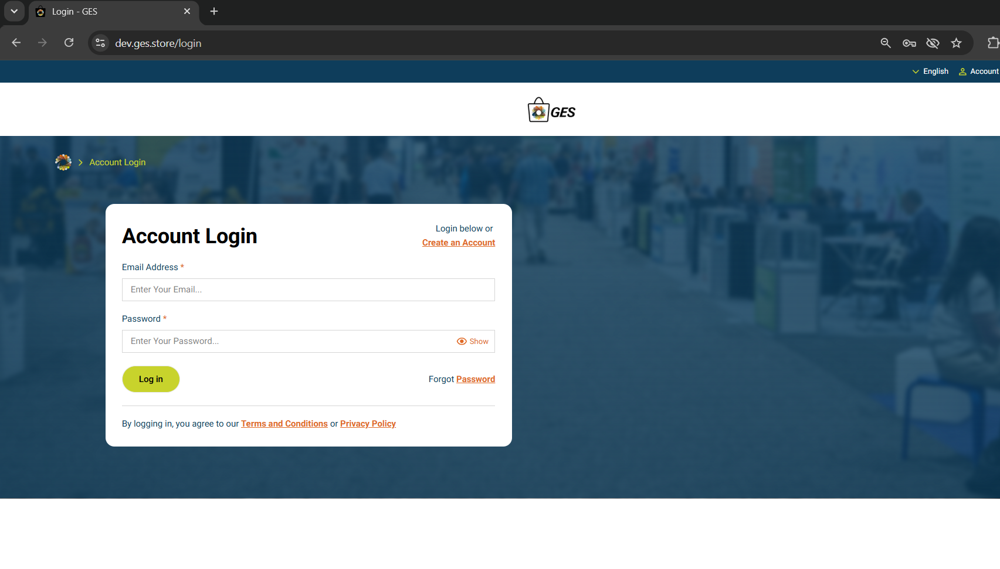 Login - GES
dev.ges.store/login
English
Account
GES
Account Login
Account Login
Login below or
Create an Account
Email Address *
Enter Your Email...
Password *
Enter Your Password...
Show
Log in
Forgot Password
By logging in, you agree to our Terms and Conditions or Privacy Policy